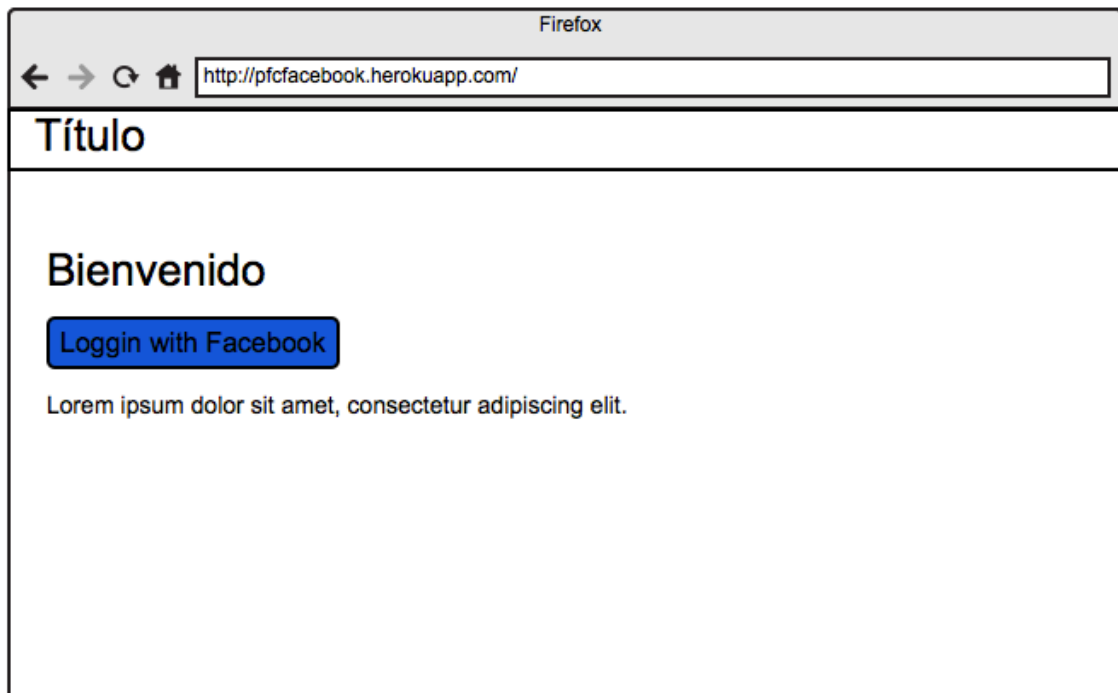 Firefox
http://pfcfacebook.herokuapp.com/
Título
Bienvenido
Loggin with Facebook
Lorem ipsum dolor sit amet, consectetur adipiscing elit.